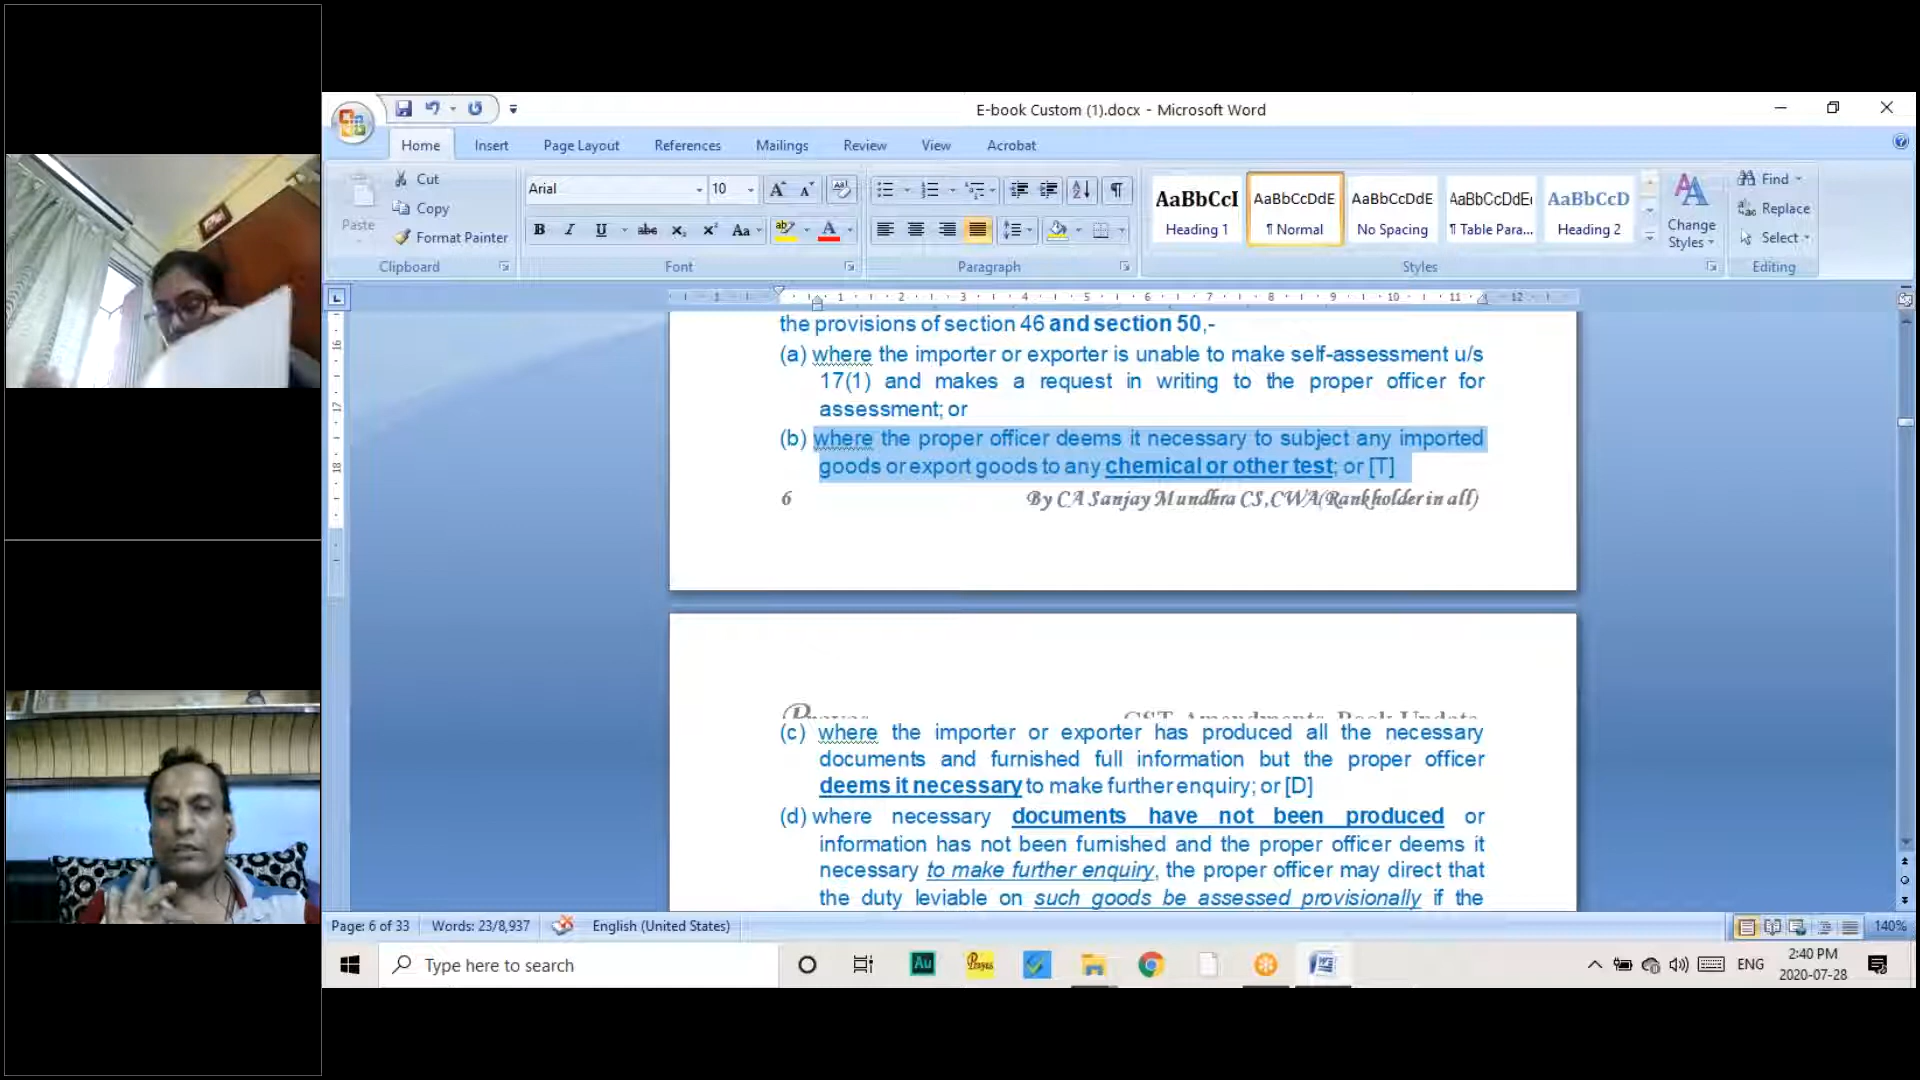 E-book Custom (1).docx - Microsoft Word
Home Insert Page Layout References Mailings Review View Acrobat
Cut
Copy
Format Painter
Paste
Clipboard
Arial 10
Font
Paragraph
AaBbCcI AaBbCcDdE AaBbCcDdE AaBbCcDdEı AaBbCcD
Heading 1 ¶ Normal No Spacing ¶ Table Para... Heading 2
Change
Styles
Styles
Find
Replace
Select
Editing
the provisions of section 46 and section 50,-
(a) where the importer or exporter is unable to make self-assessment u/s
17(1) and makes a request in writing to the proper officer for
assessment; or
(b) where the proper officer deems it necessary to subject any imported
goods or export goods to any chemical or other test; or [T]
6 By CA Sanjay Mundhra CS,CWA(Rankholder in all)
Prayas GST Amendments Book Update
(c) where the importer or exporter has produced all the necessary
documents and furnished full information but the proper officer
deems it necessary to make further enquiry; or [D]
(d) where necessary documents have not been produced or
information has not been furnished and the proper officer deems it
necessary to make further enquiry, the proper officer may direct that
the duty leviable on such goods be assessed provisionally if the
Page: 6 of 33 Words: 23/8,937 English (United States) 140%
Type here to search
Au
Prayas
ENG
2:40 PM
2020-07-28